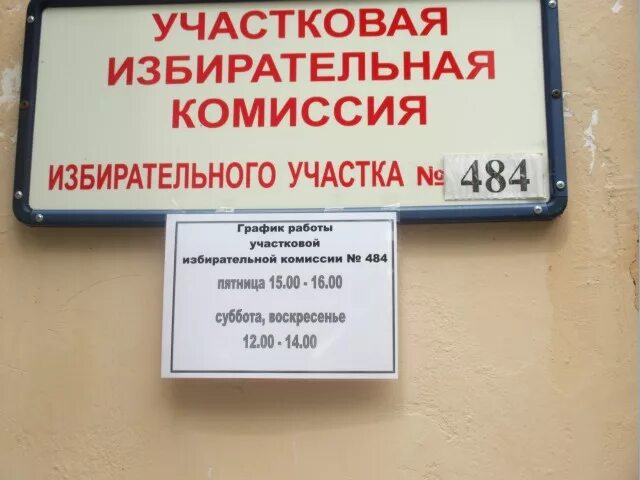 УЧАСТКОВАЯ
ИЗБИРАТЕЛЬНАЯ
КОМИССИЯ
ИЗБИРАТЕЛЬНОГО УЧАСТКА № 484
График работы
участковой
избирательной комиссии № 484
пятница 15.00 - 16.00
суббота, воскресенье
12.00 - 14.00